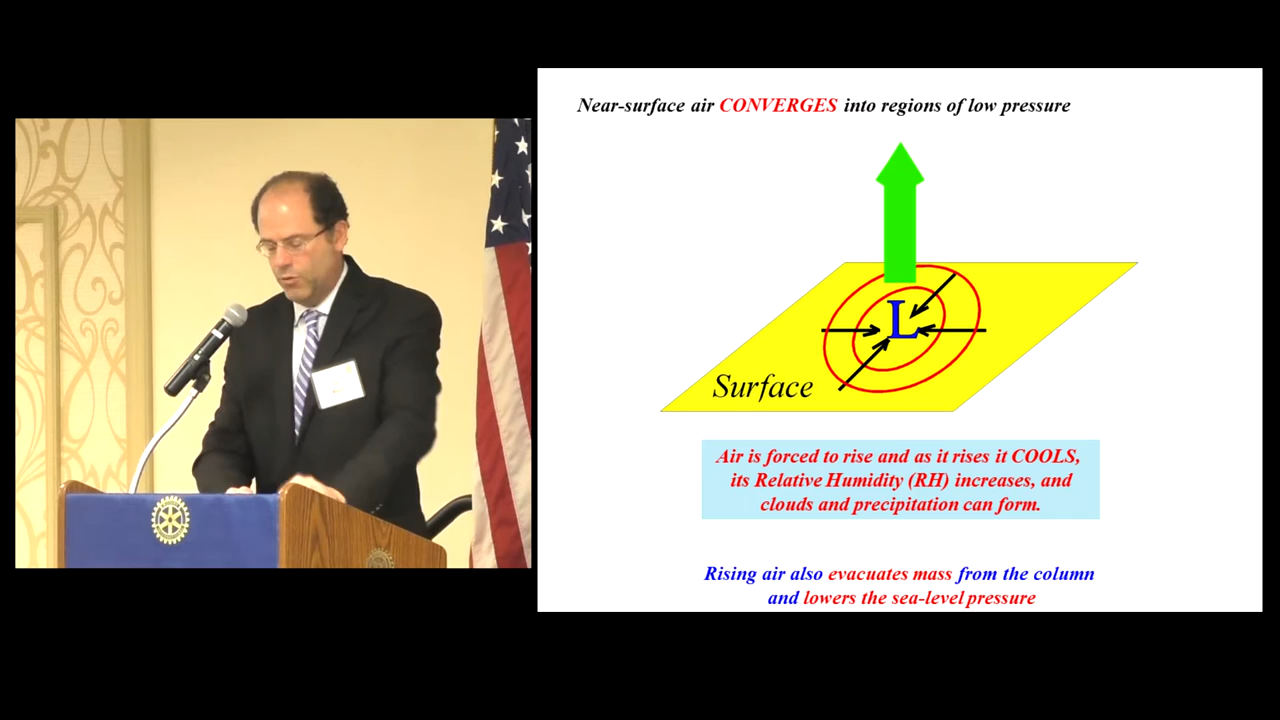 Near-surface air CONVERGES into regions of low pressure
L
Surface
Air is forced to rise and as it rises it COOLS,
its Relative Humidity (RH) increases, and
clouds and precipitation can form.
Rising air also evacuates mass from the column
and lowers the sea-level pressure